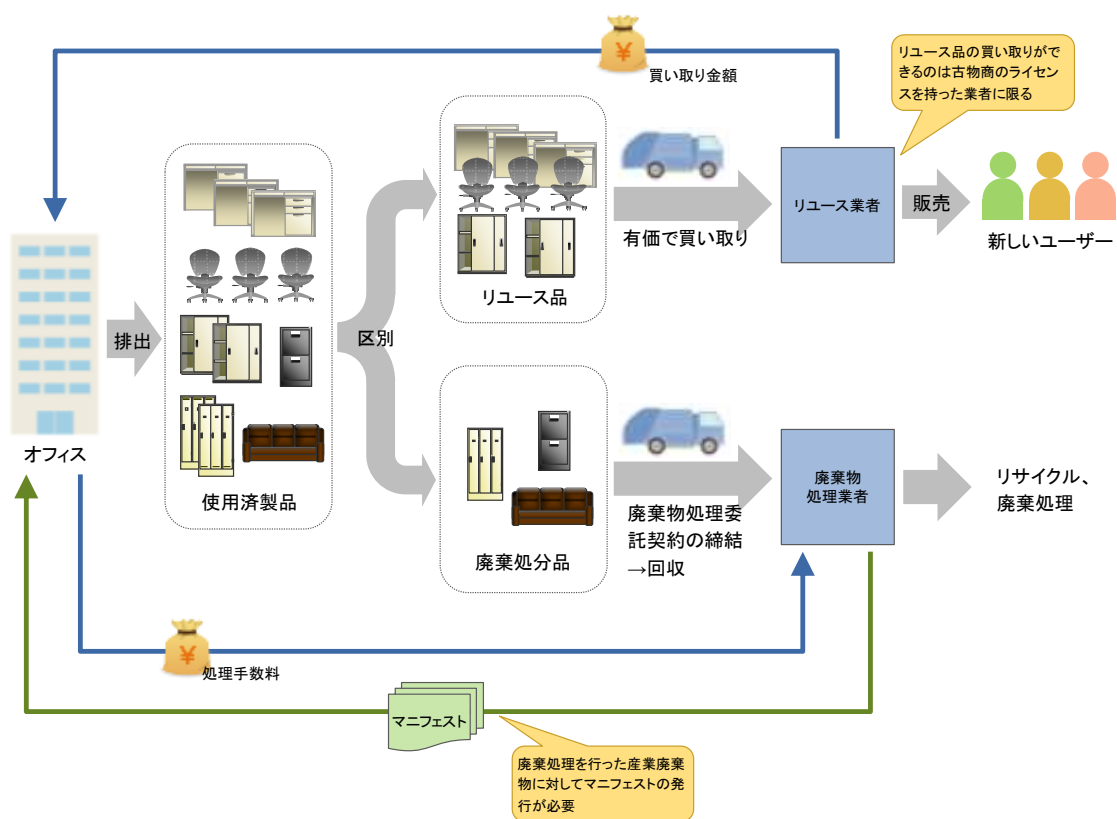 ¥
買い取り金額
リユース品の買い取りがで
きるのは古物商のライセン
スを持った業者に限る
リユース業者
販売
新しいユーザー
有価で買い取り
リユース品
排出
区別
オフィス
使用済製品
廃棄処分品
廃棄物処理委
託契約の締結
→回収
廃棄物
処理業者
リサイクル、
廃棄処理
¥
処理手数料
マニフェスト
廃棄処理を行った産業廃棄
物に対してマニフェストの発
行が必要